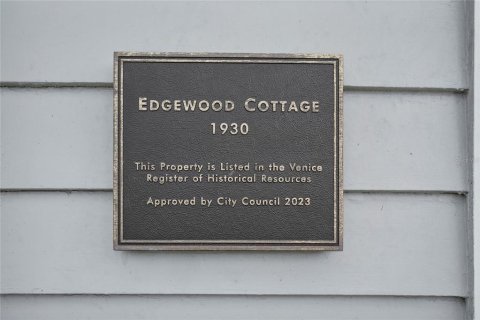 EDGEWOOD COTTAGE
1930
This Property is Listed in the Venice
Register of Historical Resources
Approved by City Council 2023